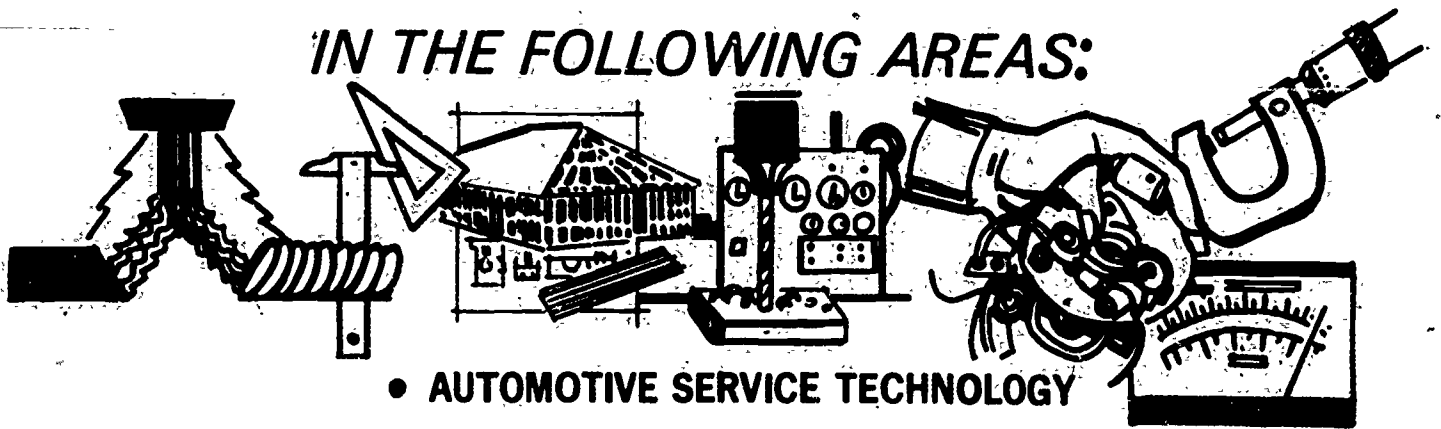 IN THE FOLLOWING AREAS:
• AUTOMOTIVE SERVICE TECHNOLOGY